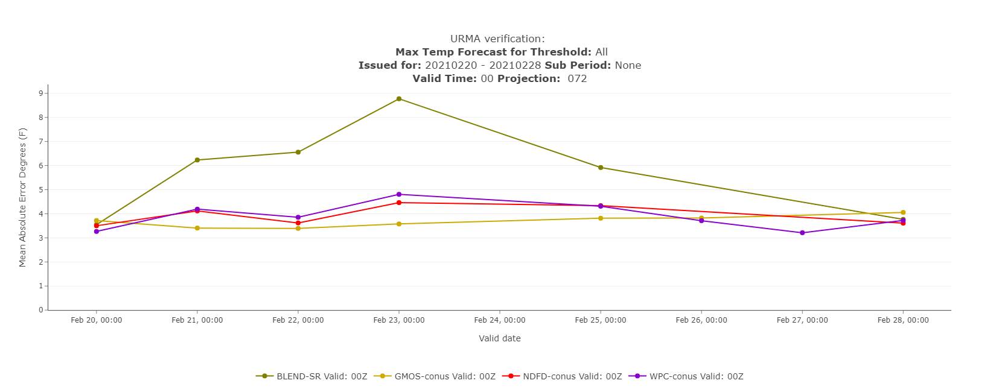 URMA verification:
Max Temp Forecast for Threshold: All
Issued for: 20210220 - 20210228 Sub Period: None
Valid Time: 00 Projection:  072
Mean Absolute Error Degrees (F)
9
8
7
6
5
4
3
2
1
0
Feb 20, 00:00 Feb 21, 00:00 Feb 22, 00:00 Feb 23, 00:00 Feb 24, 00:00 Feb 25, 00:00 Feb 26, 00:00 Feb 27, 00:00 Feb 28, 00:00
Valid date
BLEND-SR Valid: 00Z GMOS-conus Valid: 00Z NDFD-conus Valid: 00Z WPC-conus Valid: 00Z